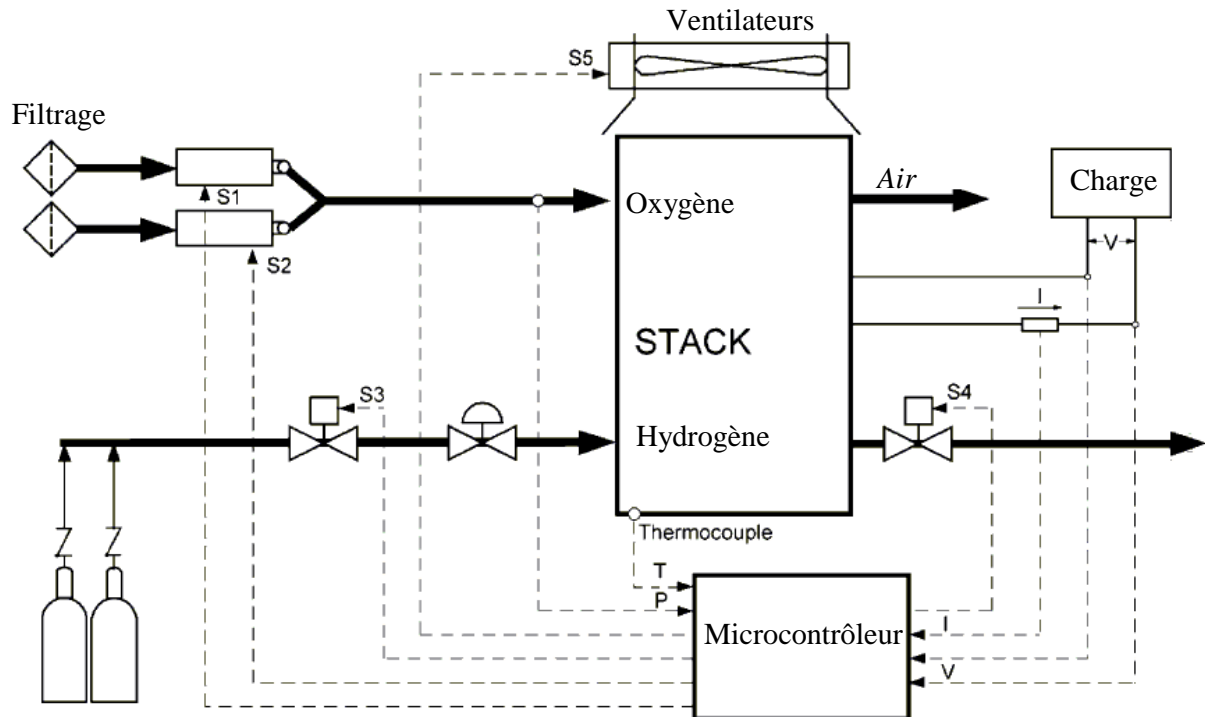 Ventilateurs
S5
Filtrage
S1
S2
Oxygène
Air
Charge
V
I
STACK
S3
S4
Hydrogène
Thermocouple
T
P
Microcontrôleur
I
V